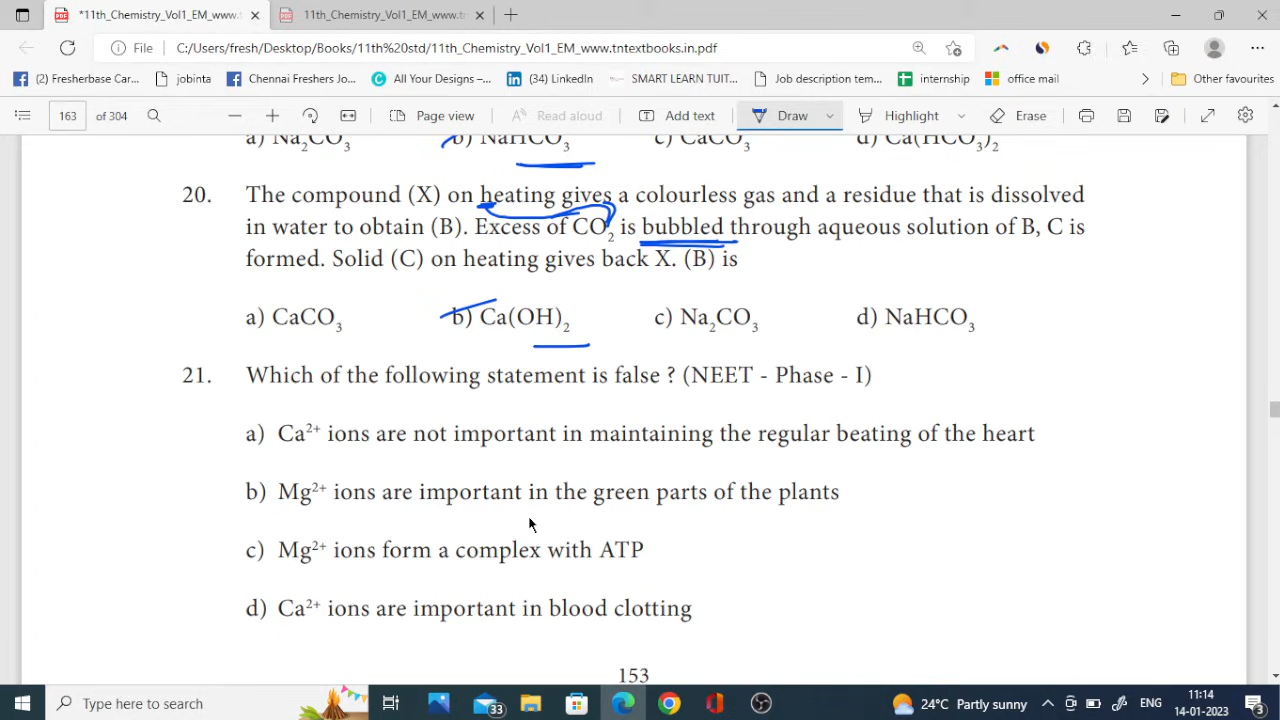 *11th_Chemistry_Vol1_EM_www.t
11th_Chemistry_Vol1_EM_www.t
File C:/Users/fresh/Desktop/Books/11th%20std/11th_Chemistry_Vol1_EM_www.tntextbooks.in.pdf
(2) Fresherbase Car... jobinta Chennai Freshers Jo... All Your Designs –... (34) LinkedIn SMART LEARN TUIT... Job description tem... internship office mail Other favourites
163 of 304 Page view Read aloud Add text Draw Highlight Erase
a) Na₂CO₃ b) NaHCO₃ c) CaCO₃ d) Ca(HCO₃)₂
20. The compound (X) on heating gives a colourless gas and a residue that is dissolved
in water to obtain (B). Excess of CO₂ is bubbled through aqueous solution of B, C is
formed. Solid (C) on heating gives back X. (B) is
a) CaCO₃ b) Ca(OH)₂ c) Na₂CO₃ d) NaHCO₃
21. Which of the following statement is false ? (NEET - Phase - I)
a) Ca²⁺ ions are not important in maintaining the regular beating of the heart
b) Mg²⁺ ions are important in the green parts of the plants
c) Mg²⁺ ions form a complex with ATP
d) Ca²⁺ ions are important in blood clotting
153
Type here to search 33 24°C Partly sunny ENG 11:14
14-01-2023 3